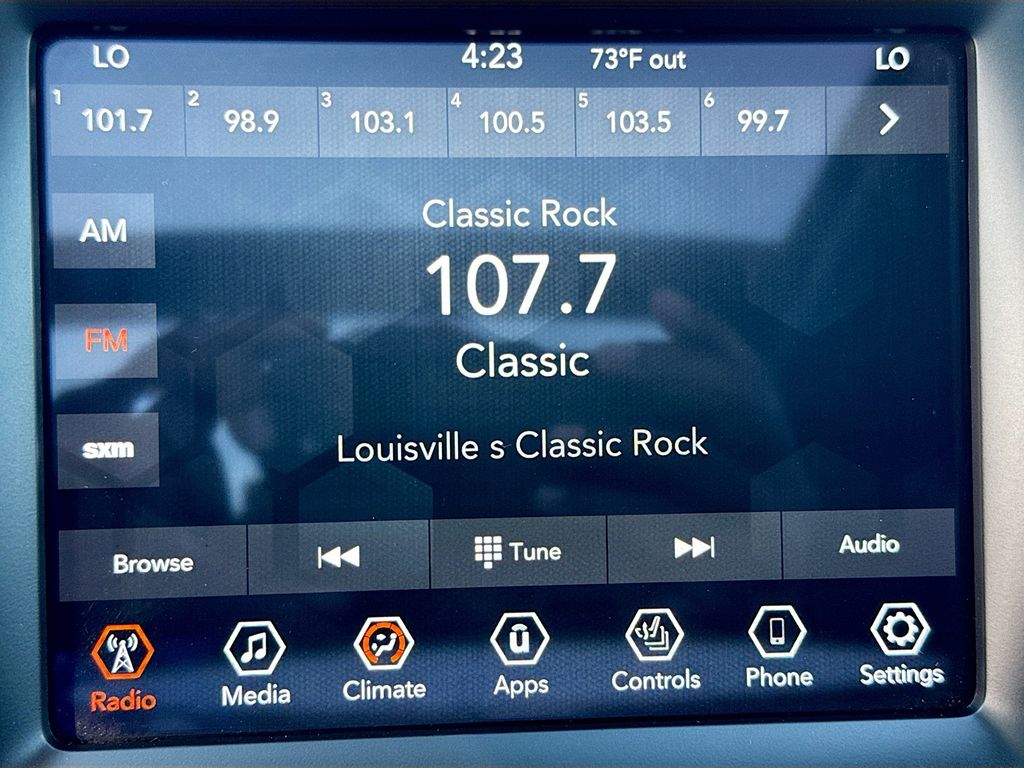 LO 4:23 73°F out LO
1 101.7 2 98.9 3 103.1 4 100.5 5 103.5 6 99.7
Classic Rock
AM
107.7
FM
Classic
sxm
Louisville s Classic Rock
Browse Tune Audio
Radio Media Climate Apps Controls Phone Settings